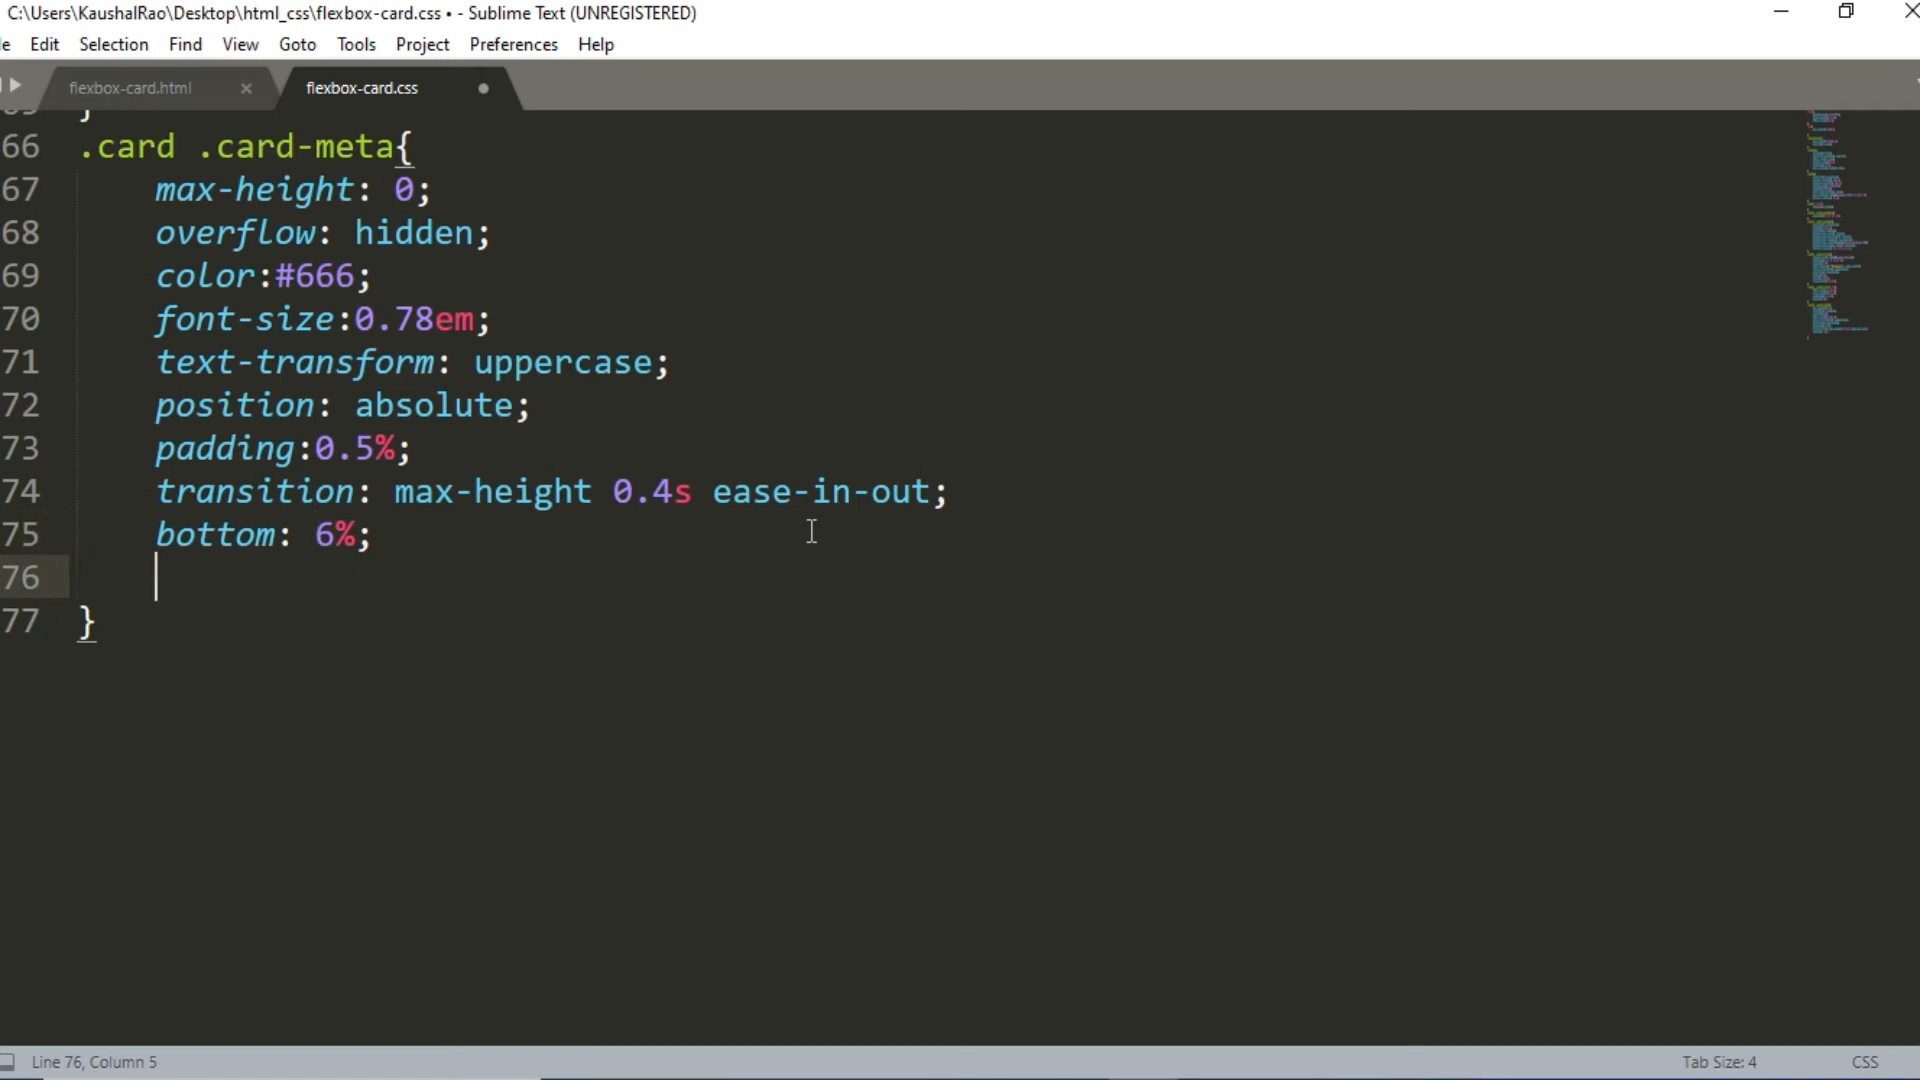 C:\Users\KaushalRao\Desktop\html_css\flexbox-card.css • - Sublime Text (UNREGISTERED)
Edit Selection Find View Goto Tools Project Preferences Help
flexbox-card.html flexbox-card.css
66 .card .card-meta{
67 max-height: 0;
68 overflow: hidden;
69 color:#666;
70 font-size:0.78em;
71 text-transform: uppercase;
72 position: absolute;
73 padding:0.5%;
74 transition: max-height 0.4s ease-in-out;
75 bottom: 6%;
76
77 }
Line 76, Column 5 Tab Size: 4 CSS